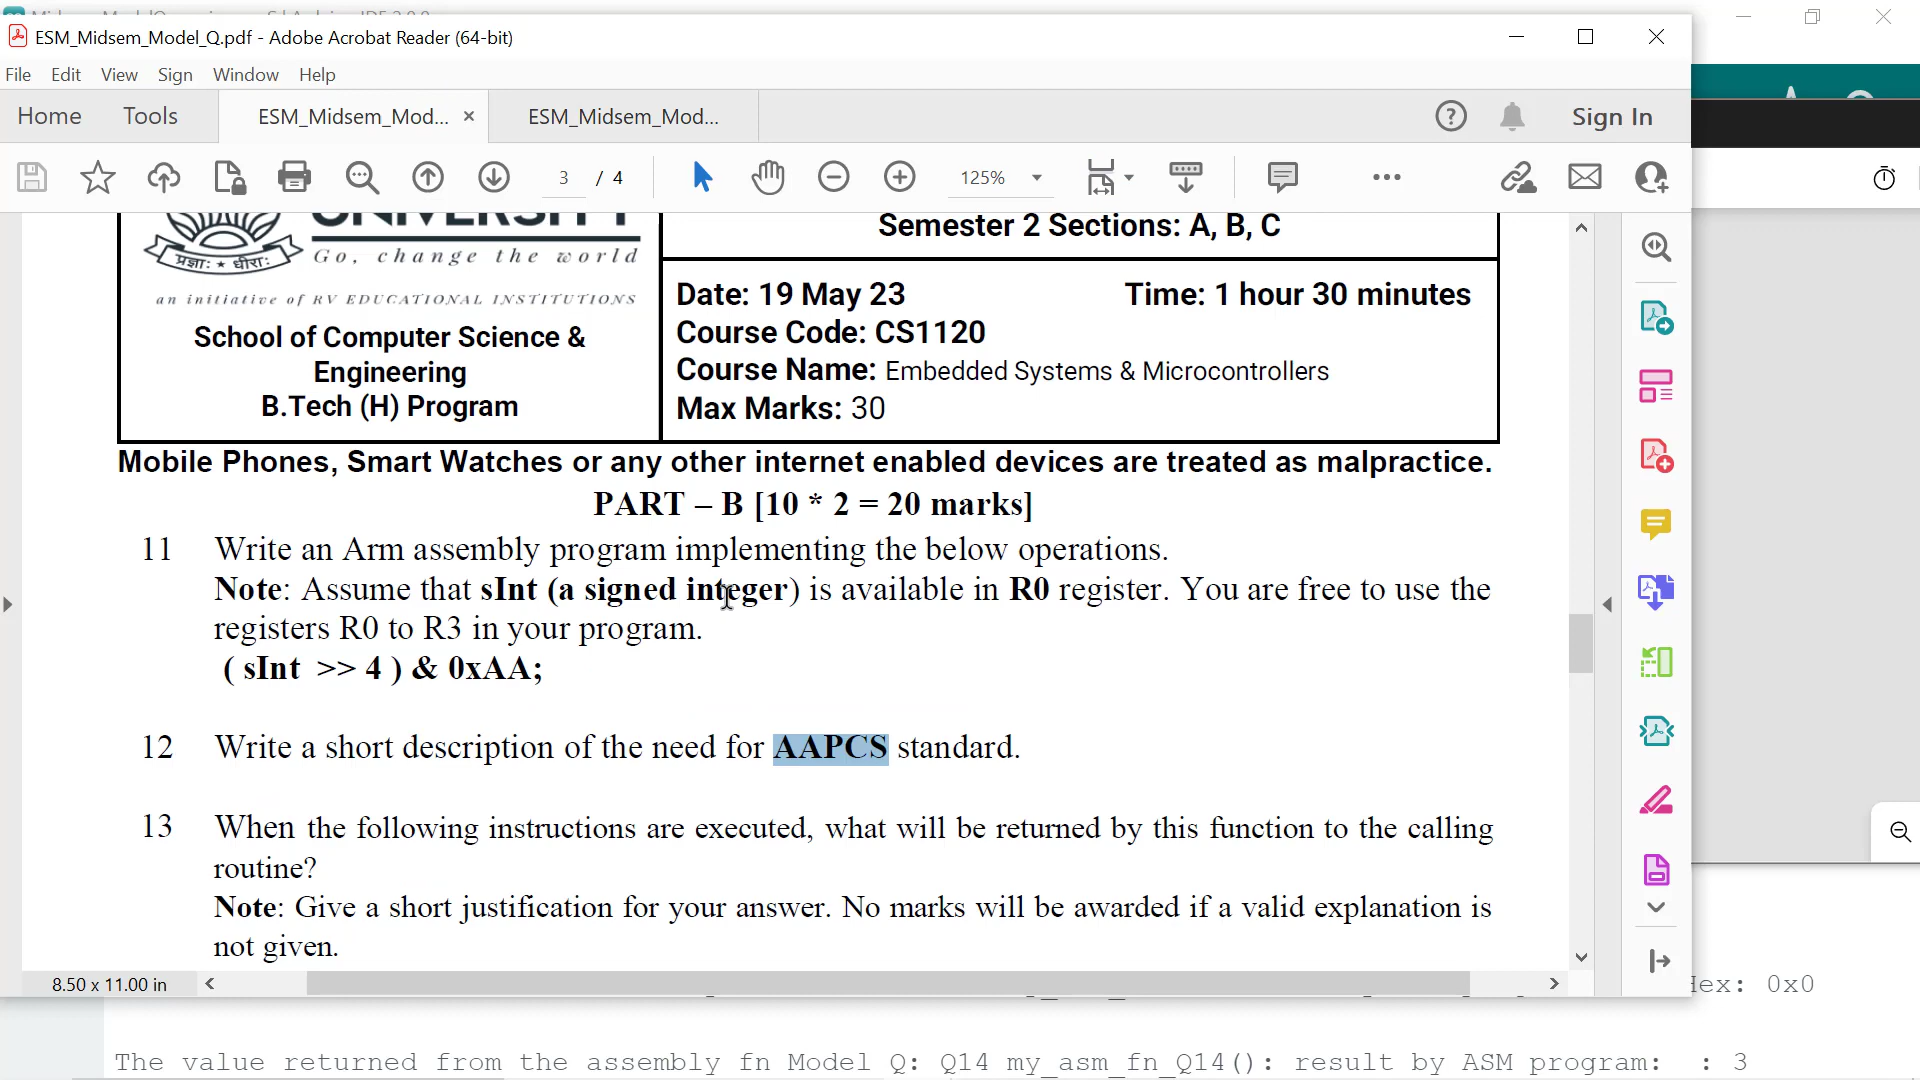 ESM_Midsem_Model_Q.pdf - Adobe Acrobat Reader (64-bit)
File Edit View Sign Window Help
Home Tools ESM_Midsem_Mod... × ESM_Midsem_Mod... Sign In
3 / 4 125%
UNIVERSITY
Go, change the world
प्रज्ञाः ★ धीराः
an initiative of RV EDUCATIONAL INSTITUTIONS
School of Computer Science &
Engineering
B.Tech (H) Program
Semester 2 Sections: A, B, C
Date: 19 May 23 Time: 1 hour 30 minutes
Course Code: CS1120
Course Name: Embedded Systems & Microcontrollers
Max Marks: 30
Mobile Phones, Smart Watches or any other internet enabled devices are treated as malpractice.
PART – B [10 * 2 = 20 marks]
11 Write an Arm assembly program implementing the below operations.
Note: Assume that sInt (a signed integer) is available in R0 register. You are free to use the
registers R0 to R3 in your program.
( sInt >> 4 ) & 0xAA;
12 Write a short description of the need for AAPCS standard.
13 When the following instructions are executed, what will be returned by this function to the calling
routine?
Note: Give a short justification for your answer. No marks will be awarded if a valid explanation is
not given.
8.50 x 11.00 in
Hex: 0x0
The value returned from the assembly fn Model Q: Q14 my_asm_fn_Q14(): result by ASM program: : 3